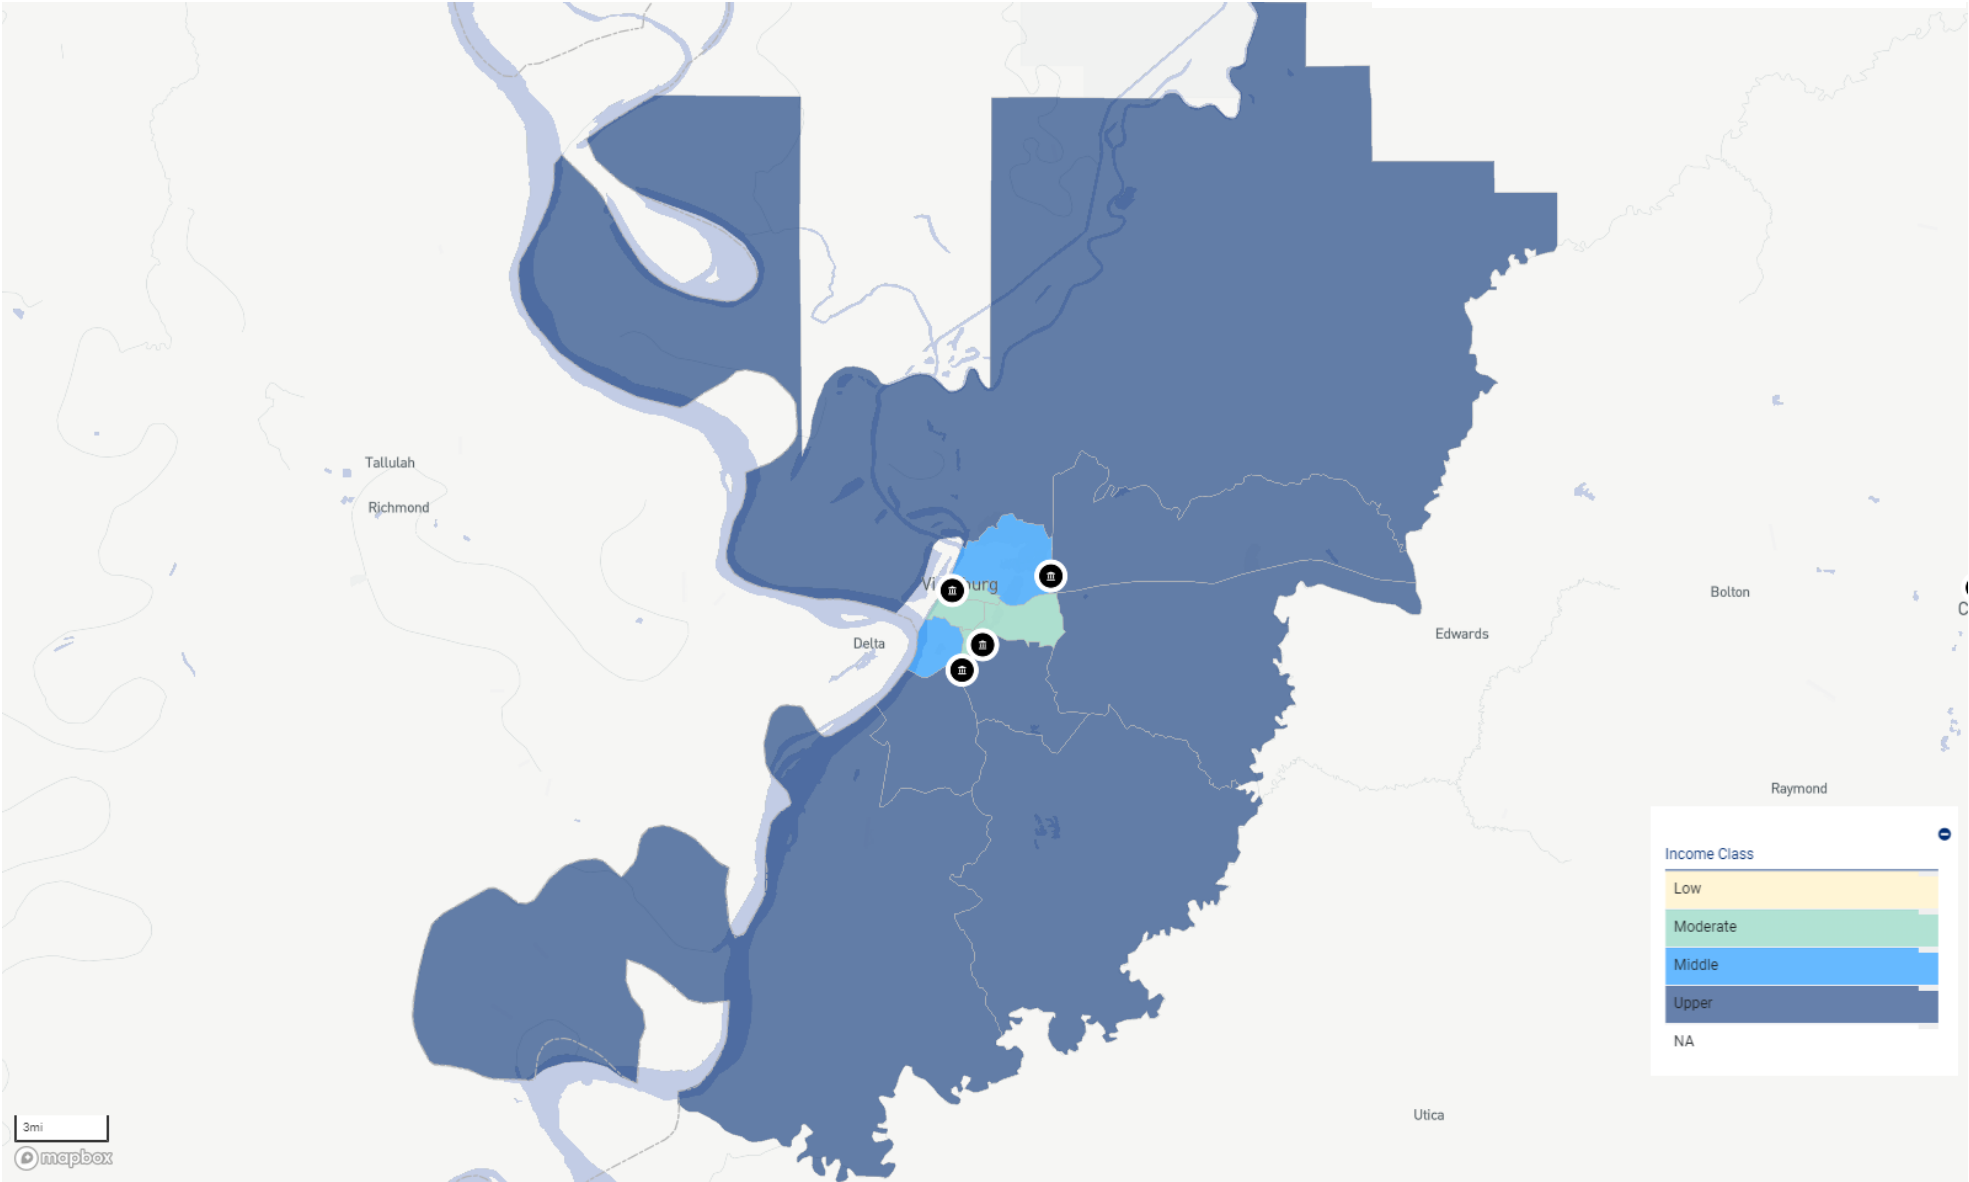 Tallulah
Richmond
Delta
Bolton
Edwards
C
Raymond
Income Class
Low
Moderate
Middle
Upper
NA
Utica
3mi
mapbox